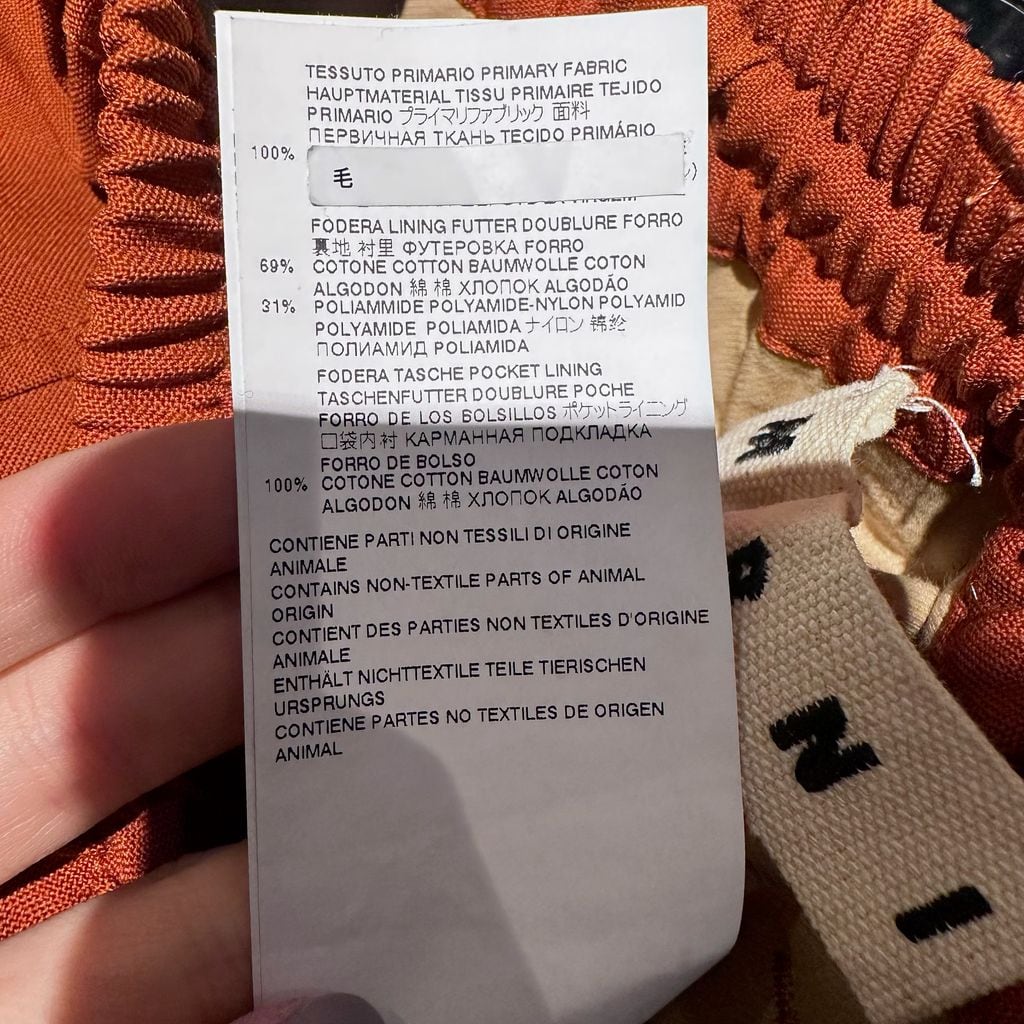 TESSUTO PRIMARIO PRIMARY FABRIC
HAUPTMATERIAL TISSU PRIMAIRE TEJIDO
PRIMARIO プライマリファブリック 面料
ПЕРВИЧНАЯ ТКАНЬ TECIDO PRIMÁRIO
100%
毛
FODERA LINING FUTTER DOUBLURE FORRO
裏地 衬里 ФУТЕРОВКА FORRO
69% COTONE COTTON BAUMWOLLE COTON
ALGODON 綿 棉 ХЛОПОК ALGODÃO
31% POLIAMMIDE POLYAMIDE-NYLON POLYAMID
POLYAMIDE POLIAMIDA ナイロン 锦纶
ПОЛИАМИД POLIAMIDA
FODERA TASCHE POCKET LINING
TASCHENFUTTER DOUBLURE POCHE
FORRO DE LOS BOLSILLOS ポケットライニング
口袋内衬 КАРМАННАЯ ПОДКЛАДКА
FORRO DE BOLSO
100% COTONE COTTON BAUMWOLLE COTON
ALGODON 綿 棉 ХЛОПОК ALGODÃO
CONTIENE PARTI NON TESSILI DI ORIGINE
ANIMALE
CONTAINS NON-TEXTILE PARTS OF ANIMAL
ORIGIN
CONTIENT DES PARTIES NON TEXTILES D'ORIGINE
ANIMALE
ENTHÄLT NICHTTEXTILE TEILE TIERISCHEN
URSPRUNGS
CONTIENE PARTES NO TEXTILES DE ORIGEN
ANIMAL
M
R N I